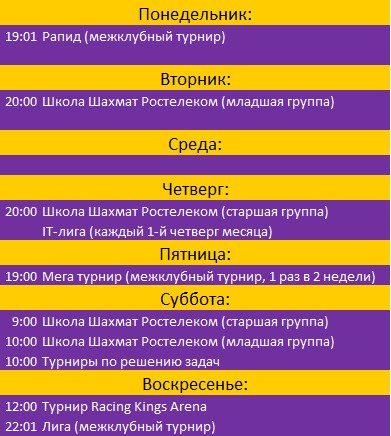 Понедельник:
19:01 Рапид (межклубный турнир)
Вторник:
20:00 Школа Шахмат Ростелеком (младшая группа)
Среда:
Четверг:
20:00 Школа Шахмат Ростелеком (старшая группа)
IT-лига (каждый 1-й четверг месяца)
Пятница:
19:00 Мега турнир (межклубный турнир, 1 раз в 2 недели)
Суббота:
9:00 Школа Шахмат Ростелеком (старшая группа)
10:00 Школа Шахмат Ростелеком (младшая группа)
10:00 Турниры по решению задач
Воскресенье:
12:00 Турнир Racing Kings Arena
22:01 Лига (межклубный турнир)